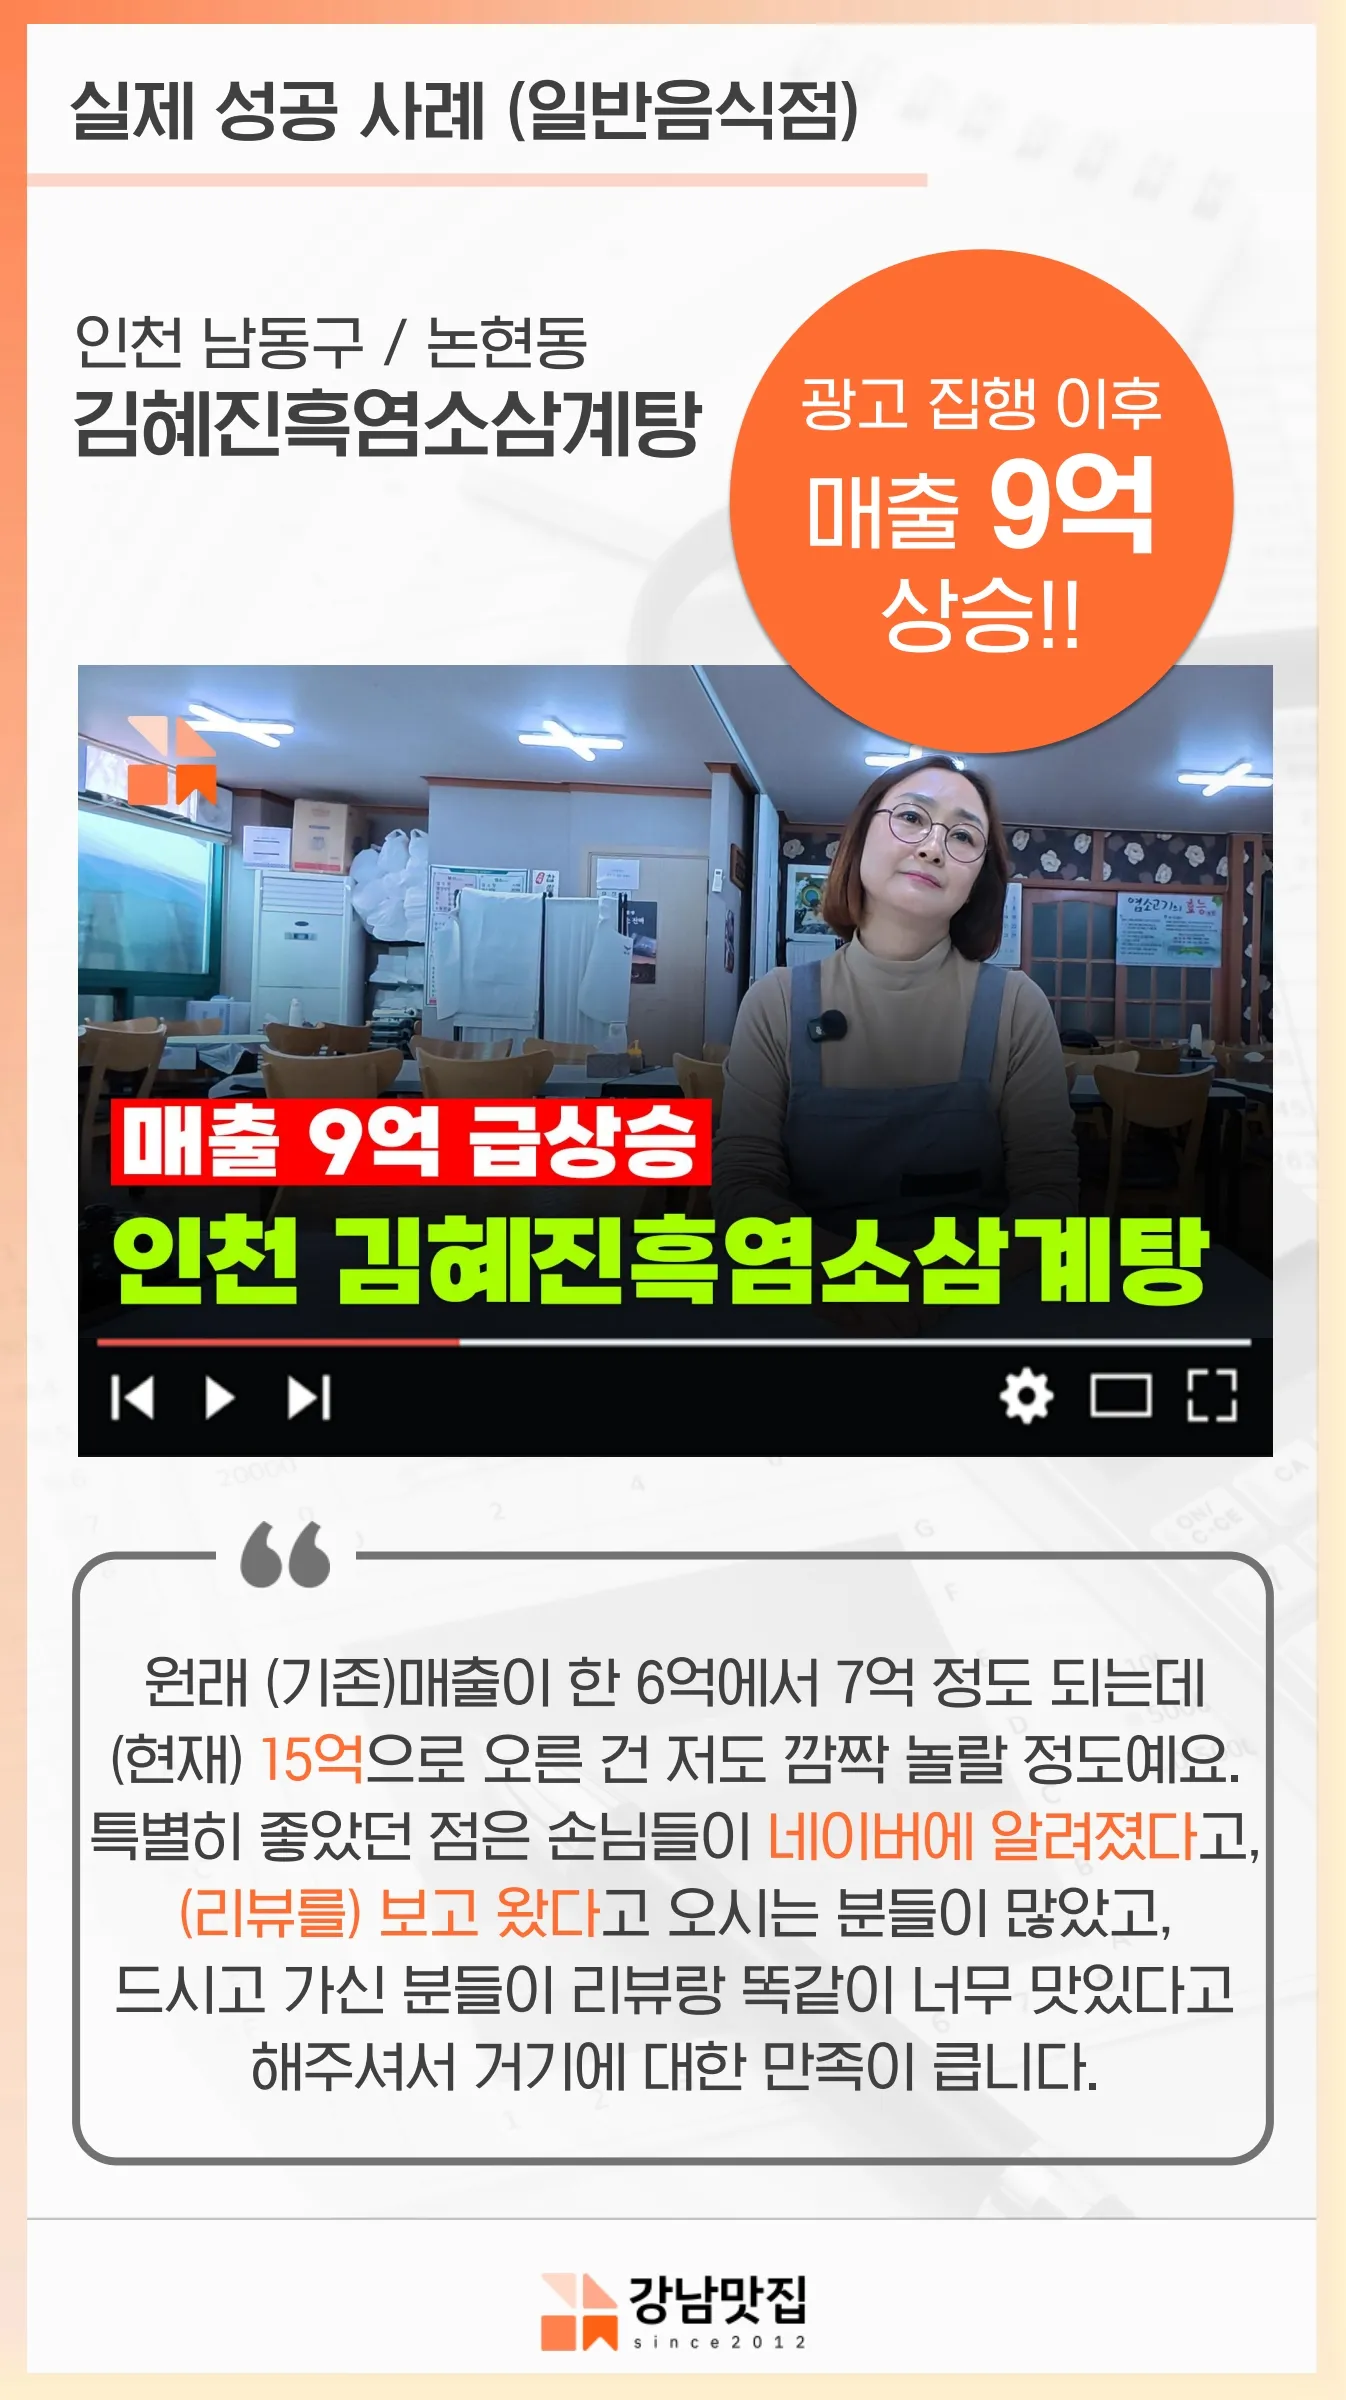 실제 성공 사례 (일반음식점)
인천 남동구 / 논현동
김혜진흑염소삼계탕
광고 집행 이후
매출 9억
상승!!
염소고기의 효능
매출 9억 급상승
인천 김혜진흑염소삼계탕
원래 (기존)매출이 한 6억에서 7억 정도 되는데
(현재) 15억으로 오른 건 저도 깜짝 놀랄 정도예요.
특별히 좋았던 점은 손님들이 네이버에 알려졌다고,
(리뷰를) 보고 왔다고 오시는 분들이 많았고,
드시고 가신 분들이 리뷰랑 똑같이 너무 맛있다고
해주셔서 거기에 대한 만족이 큽니다.
강남맛집
since2012